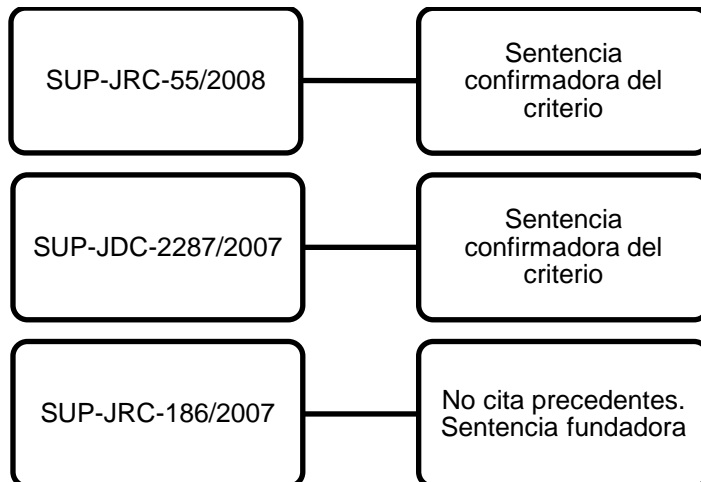 SUP-JRC-55/2008
Sentencia
confirmadora del
criterio
SUP-JDC-2287/2007
Sentencia
confirmadora del
criterio
SUP-JRC-186/2007
No cita precedentes.
Sentencia fundadora